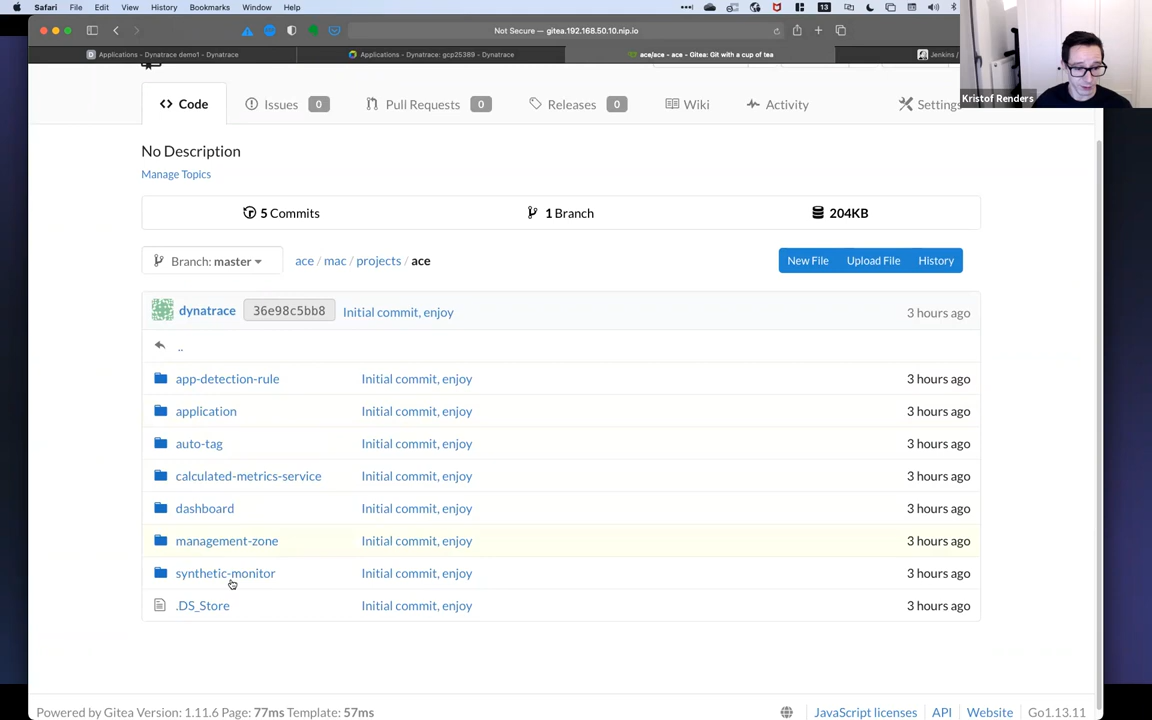 Safari File Edit View History Bookmarks Window Help 13
Not Secure — gitea.192.168.50.10.nip.io
Applications - Dynatrace demo1 - Dynatrace
Applications - Dynatrace: gcp25389 - Dynatrace
ace/ace - ace - Gitea: Git with a cup of tea
Jenkins /
Kristof Renders
Code
Issues 0
Pull Requests 0
Releases 0
Wiki
Activity
Settings
No Description
Manage Topics
5 Commits
1 Branch
204KB
Branch: master
ace / mac / projects / ace
New File
Upload File
History
dynatrace 36e98c5bb8 Initial commit, enjoy 3 hours ago
..
app-detection-rule Initial commit, enjoy 3 hours ago
application Initial commit, enjoy 3 hours ago
auto-tag Initial commit, enjoy 3 hours ago
calculated-metrics-service Initial commit, enjoy 3 hours ago
dashboard Initial commit, enjoy 3 hours ago
management-zone Initial commit, enjoy 3 hours ago
synthetic-monitor Initial commit, enjoy 3 hours ago
.DS_Store Initial commit, enjoy 3 hours ago
Powered by Gitea Version: 1.11.6 Page: 77ms Template: 57ms
JavaScript licenses
API
Website
Go1.13.11